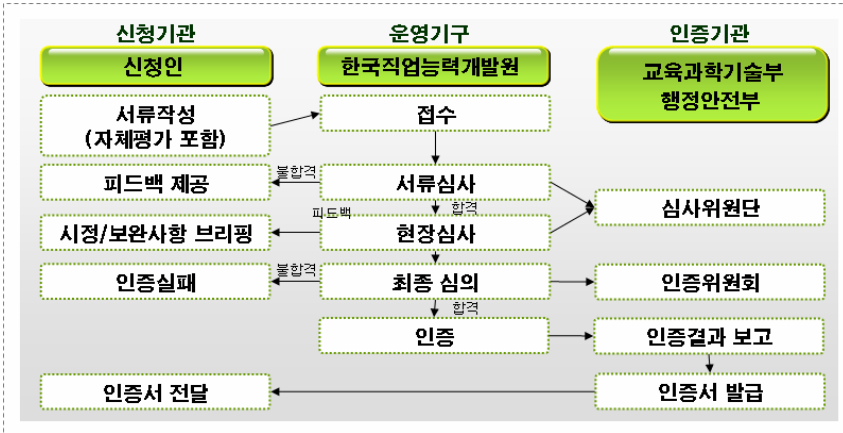 신청기관
운영기구
인증기관
신청인
한국직업능력개발원
교육과학기술부
행정안전부
서류작성
(자체평가 포함)
접수
불합격
피드백 제공
서류심사
합격
심사위원단
피드백
시정/보완사항 브리핑
현장심사
불합격
인증실패
최종 심의
인증위원회
합격
인증
인증결과 보고
인증서 전달
인증서 발급